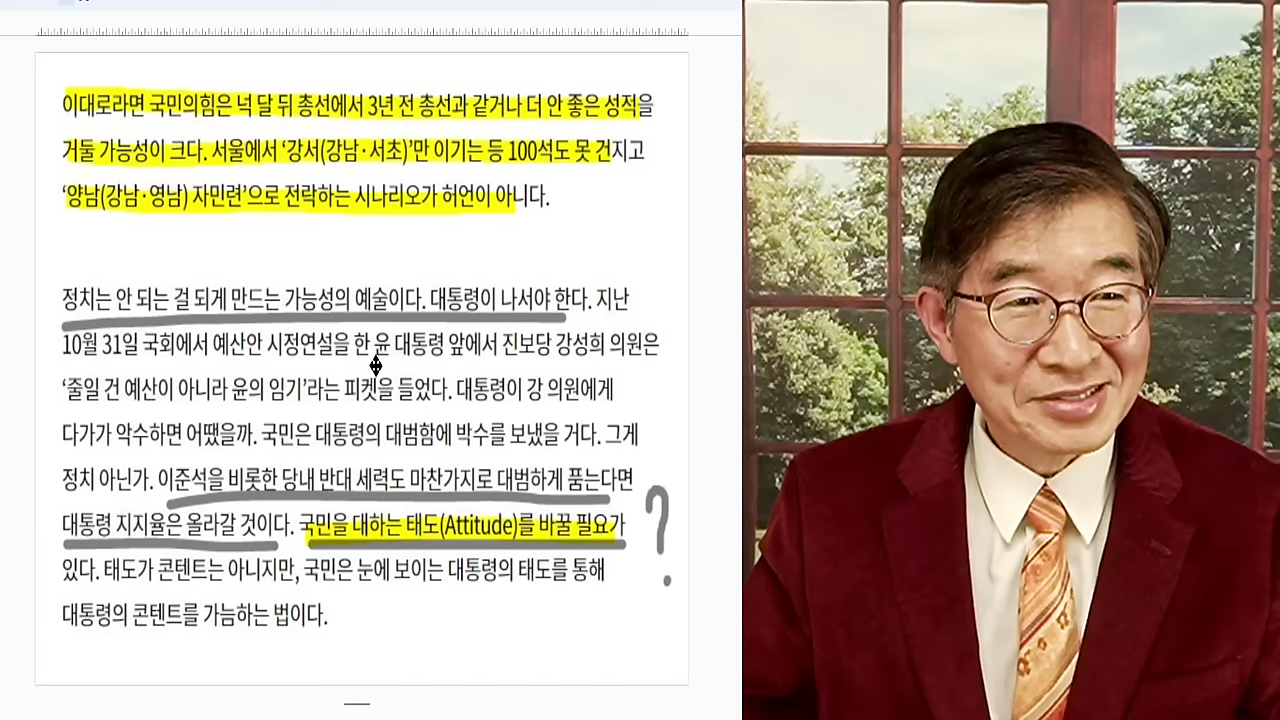 이대로라면 국민의힘은 넉 달 뒤 총선에서 3년 전 총선과 같거나 더 안 좋은 성적을
거둘 가능성이 크다. 서울에서 ‘강서(강남·서초)’만 이기는 등 100석도 못 건지고
‘양남(강남·영남) 자민련’으로 전락하는 시나리오가 허언이 아니다.
정치는 안 되는 걸 되게 만드는 가능성의 예술이다. 대통령이 나서야 한다. 지난
10월 31일 국회에서 예산안 시정연설을 한 윤 대통령 앞에서 진보당 강성희 의원은
‘줄일 건 예산이 아니라 윤의 임기’라는 피켓을 들었다. 대통령이 강 의원에게
다가가 악수하면 어땠을까. 국민은 대통령의 대범함에 박수를 보냈을 거다. 그게
정치 아닌가. 이준석을 비롯한 당내 반대 세력도 마찬가지로 대범하게 품는다면
대통령 지지율은 올라갈 것이다. 국민을 대하는 태도(Attitude)를 바꿀 필요가
?
있다. 태도가 콘텐트는 아니지만, 국민은 눈에 보이는 대통령의 태도를 통해
대통령의 콘텐트를 가늠하는 법이다.